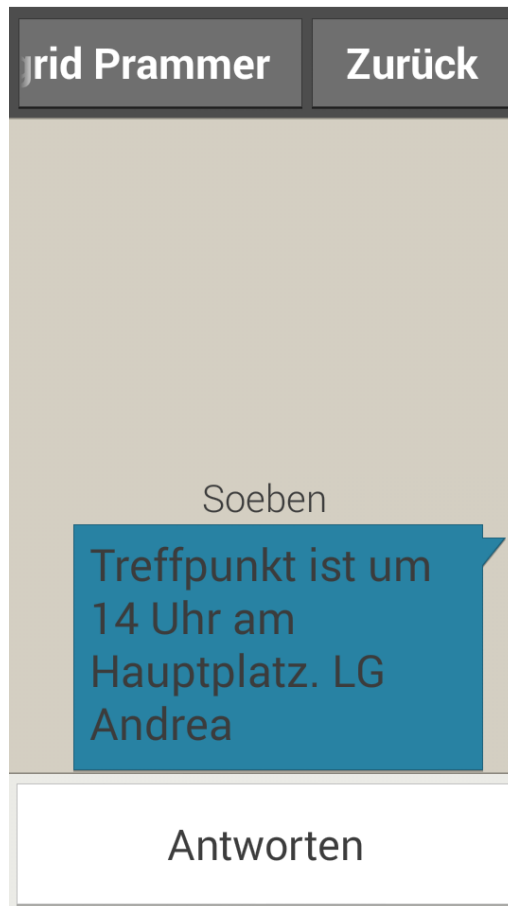 grid Prammer
Zurück
Soeben
Treffpunkt ist um
14 Uhr am
Hauptplatz. LG
Andrea
Antworten